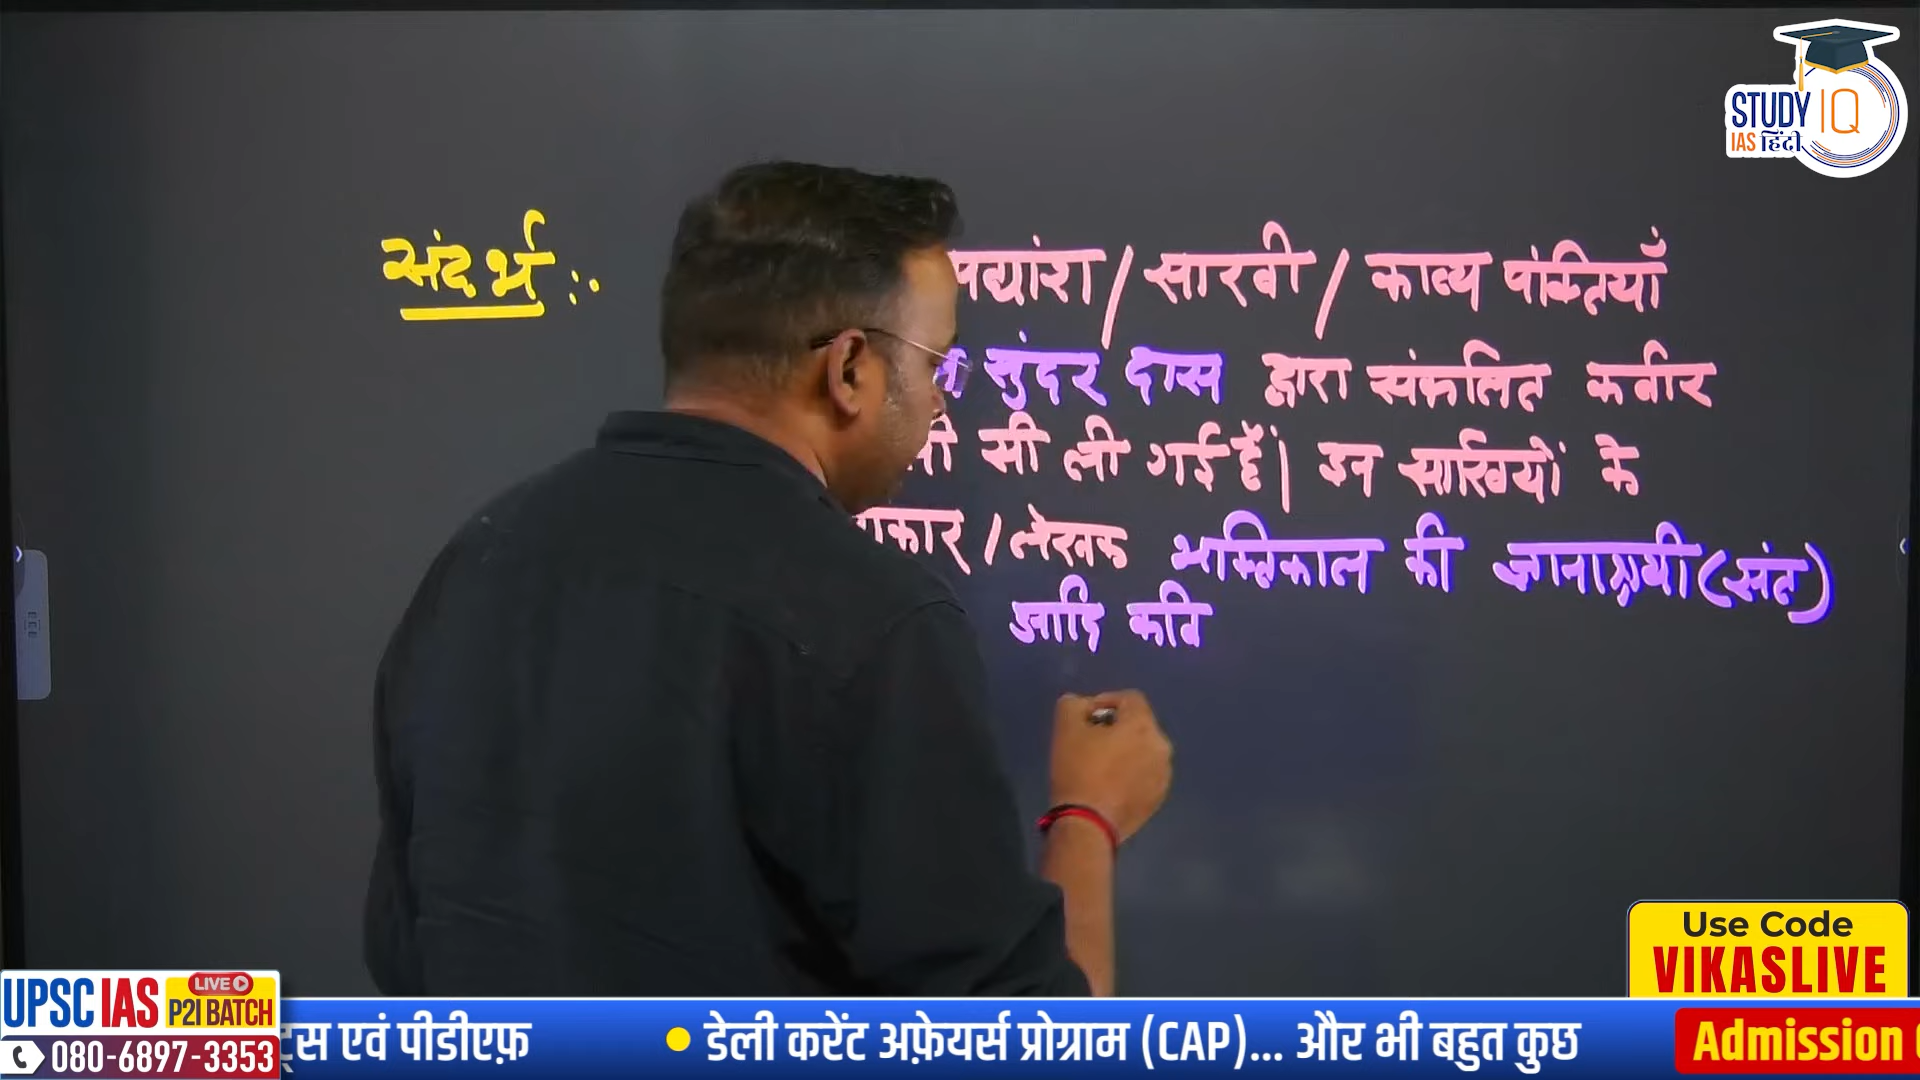 STUDY IQ
IAS हिंदी
संदर्भ :-
पद्यांश / साखी / काव्य पंक्तियाँ
सुंदर दास द्वारा संकलित कबीर
सी ली गई हैं| इन साखियों के
/ लेखक भक्तिकाल की ज्ञानाश्रयी (संत)
आदि कवि
Use Code
VIKASLIVE
UPSC IAS LIVE P2I BATCH
080-6897-3353
एवं पीडीएफ़ • डेली करेंट अफ़ेयर्स प्रोग्राम (CAP)... और भी बहुत कुछ
Admission